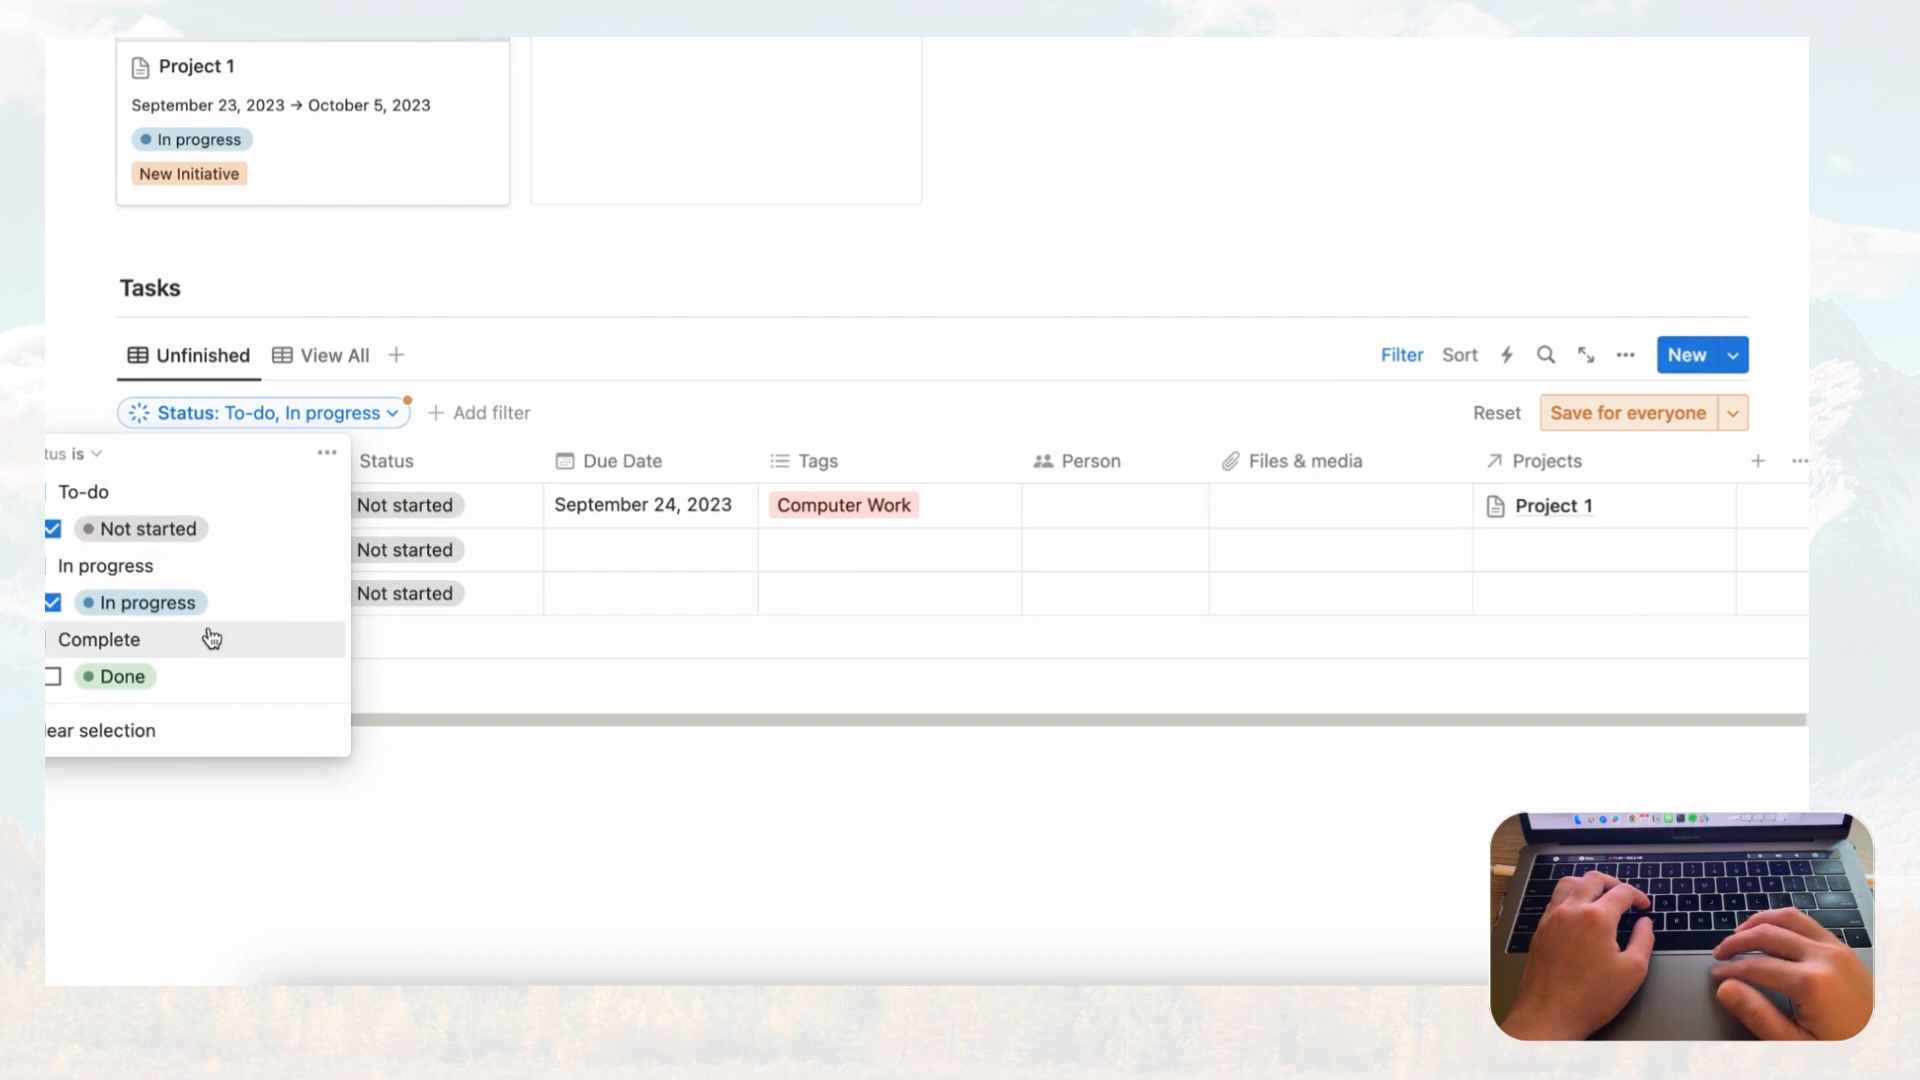 Project 1
September 23, 2023 → October 5, 2023
In progress
New Initiative
Tasks
Unfinished
View All
Filter
Sort
New
Status: To-do, In progress
Add filter
Reset
Save for everyone
tus is
To-do
Not started
In progress
In progress
Complete
Done
lear selection
Status
Due Date
Tags
Person
Files & media
Projects
Not started
September 24, 2023
Computer Work
Project 1
Not started
Not started